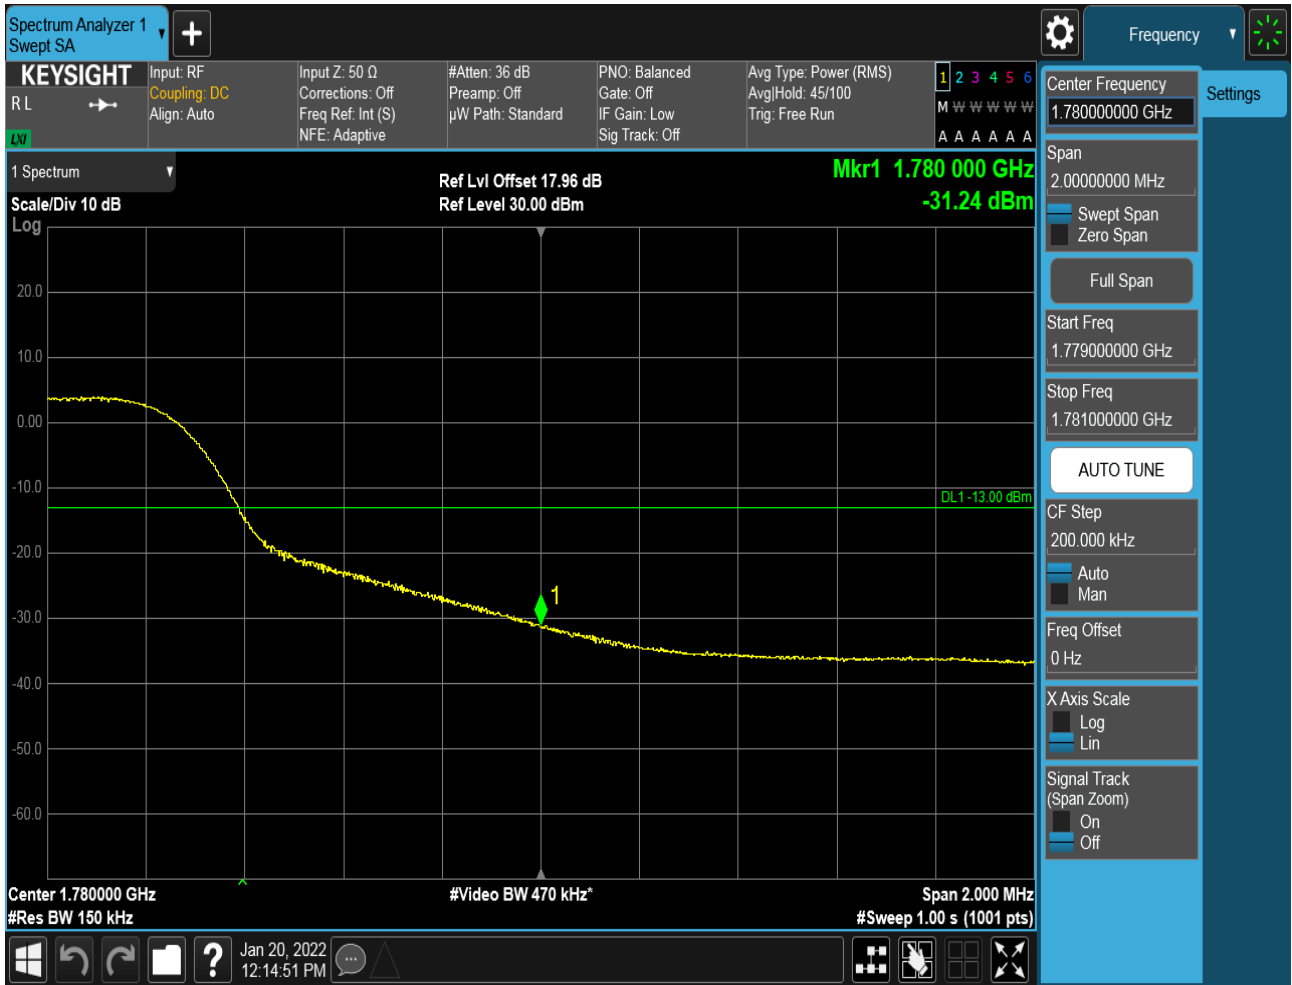 Spectrum Analyzer 1
Swept SA
Frequency
KEYSIGHT
R L
LXI
Input: RF
Coupling: DC
Align: Auto
Input Z: 50 Ω
Corrections: Off
Freq Ref: Int (S)
NFE: Adaptive
#Atten: 36 dB
Preamp: Off
µW Path: Standard
PNO: Balanced
Gate: Off
IF Gain: Low
Sig Track: Off
Avg Type: Power (RMS)
Avg|Hold: 45/100
Trig: Free Run
1 2 3 4 5 6
M W W W W W
A A A A A A
1 Spectrum
Scale/Div 10 dB
Log
Ref Lvl Offset 17.96 dB
Ref Level 30.00 dBm
Mkr1 1.780 000 GHz
-31.24 dBm
20.0
10.0
0.00
-10.0
-20.0
-30.0
-40.0
-50.0
-60.0
DL1 -13.00 dBm
1
Center 1.780000 GHz
#Res BW 150 kHz
#Video BW 470 kHz*
Span 2.000 MHz
#Sweep 1.00 s (1001 pts)
Jan 20, 2022
12:14:51 PM
Center Frequency
1.780000000 GHz
Settings
Span
2.00000000 MHz
Swept Span
Zero Span
Full Span
Start Freq
1.779000000 GHz
Stop Freq
1.781000000 GHz
AUTO TUNE
CF Step
200.000 kHz
Auto
Man
Freq Offset
0 Hz
X Axis Scale
Log
Lin
Signal Track
(Span Zoom)
On
Off